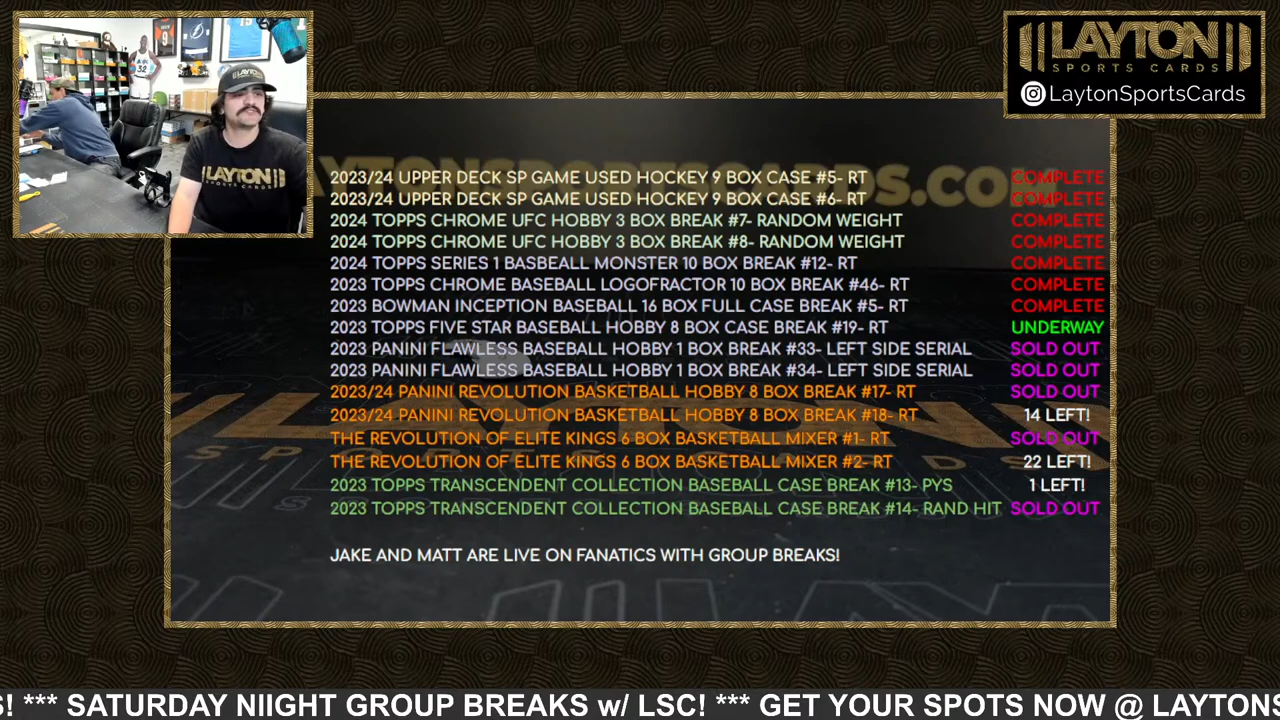 LAYTON
SPORTS CARDS
LaytonSportsCards
LAYTON
SPORTS CARDS
2023/24 UPPER DECK SP GAME USED HOCKEY 9 BOX CASE #5- RT COMPLETE
2023/24 UPPER DECK SP GAME USED HOCKEY 9 BOX CASE #6- RT COMPLETE
2024 TOPPS CHROME UFC HOBBY 3 BOX BREAK #7- RANDOM WEIGHT COMPLETE
2024 TOPPS CHROME UFC HOBBY 3 BOX BREAK #8- RANDOM WEIGHT COMPLETE
2024 TOPPS SERIES 1 BASBEALL MONSTER 10 BOX BREAK #12- RT COMPLETE
2023 TOPPS CHROME BASEBALL LOGOFRACTOR 10 BOX BREAK #46- RT COMPLETE
2023 BOWMAN INCEPTION BASEBALL 16 BOX FULL CASE BREAK #5- RT COMPLETE
2023 TOPPS FIVE STAR BASEBALL HOBBY 8 BOX CASE BREAK #19- RT UNDERWAY
2023 PANINI FLAWLESS BASEBALL HOBBY 1 BOX BREAK #33- LEFT SIDE SERIAL SOLD OUT
2023 PANINI FLAWLESS BASEBALL HOBBY 1 BOX BREAK #34- LEFT SIDE SERIAL SOLD OUT
2023/24 PANINI REVOLUTION BASKETBALL HOBBY 8 BOX BREAK #17- RT SOLD OUT
2023/24 PANINI REVOLUTION BASKETBALL HOBBY 8 BOX BREAK #18- RT 14 LEFT!
THE REVOLUTION OF ELITE KINGS 6 BOX BASKETBALL MIXER #1- RT SOLD OUT
THE REVOLUTION OF ELITE KINGS 6 BOX BASKETBALL MIXER #2- RT 22 LEFT!
2023 TOPPS TRANSCENDENT COLLECTION BASEBALL CASE BREAK #13- PYS 1 LEFT!
2023 TOPPS TRANSCENDENT COLLECTION BASEBALL CASE BREAK #14- RAND HIT SOLD OUT
JAKE AND MATT ARE LIVE ON FANATICS WITH GROUP BREAKS!
S! *** SATURDAY NIIGHT GROUP BREAKS w/ LSC! *** GET YOUR SPOTS NOW @ LAYTONS